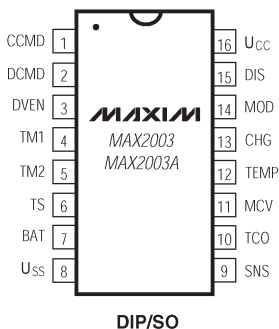 CCMD 1
DCMD 2
DVEN 3
TM1 4
TM2 5
TS 6
BAT 7
USS 8
MAXIM
MAX2003
MAX2003A
16 UCC
15 DIS
14 MOD
13 CHG
12 TEMP
11 MCV
10 TCO
9 SNS
DIP/SO